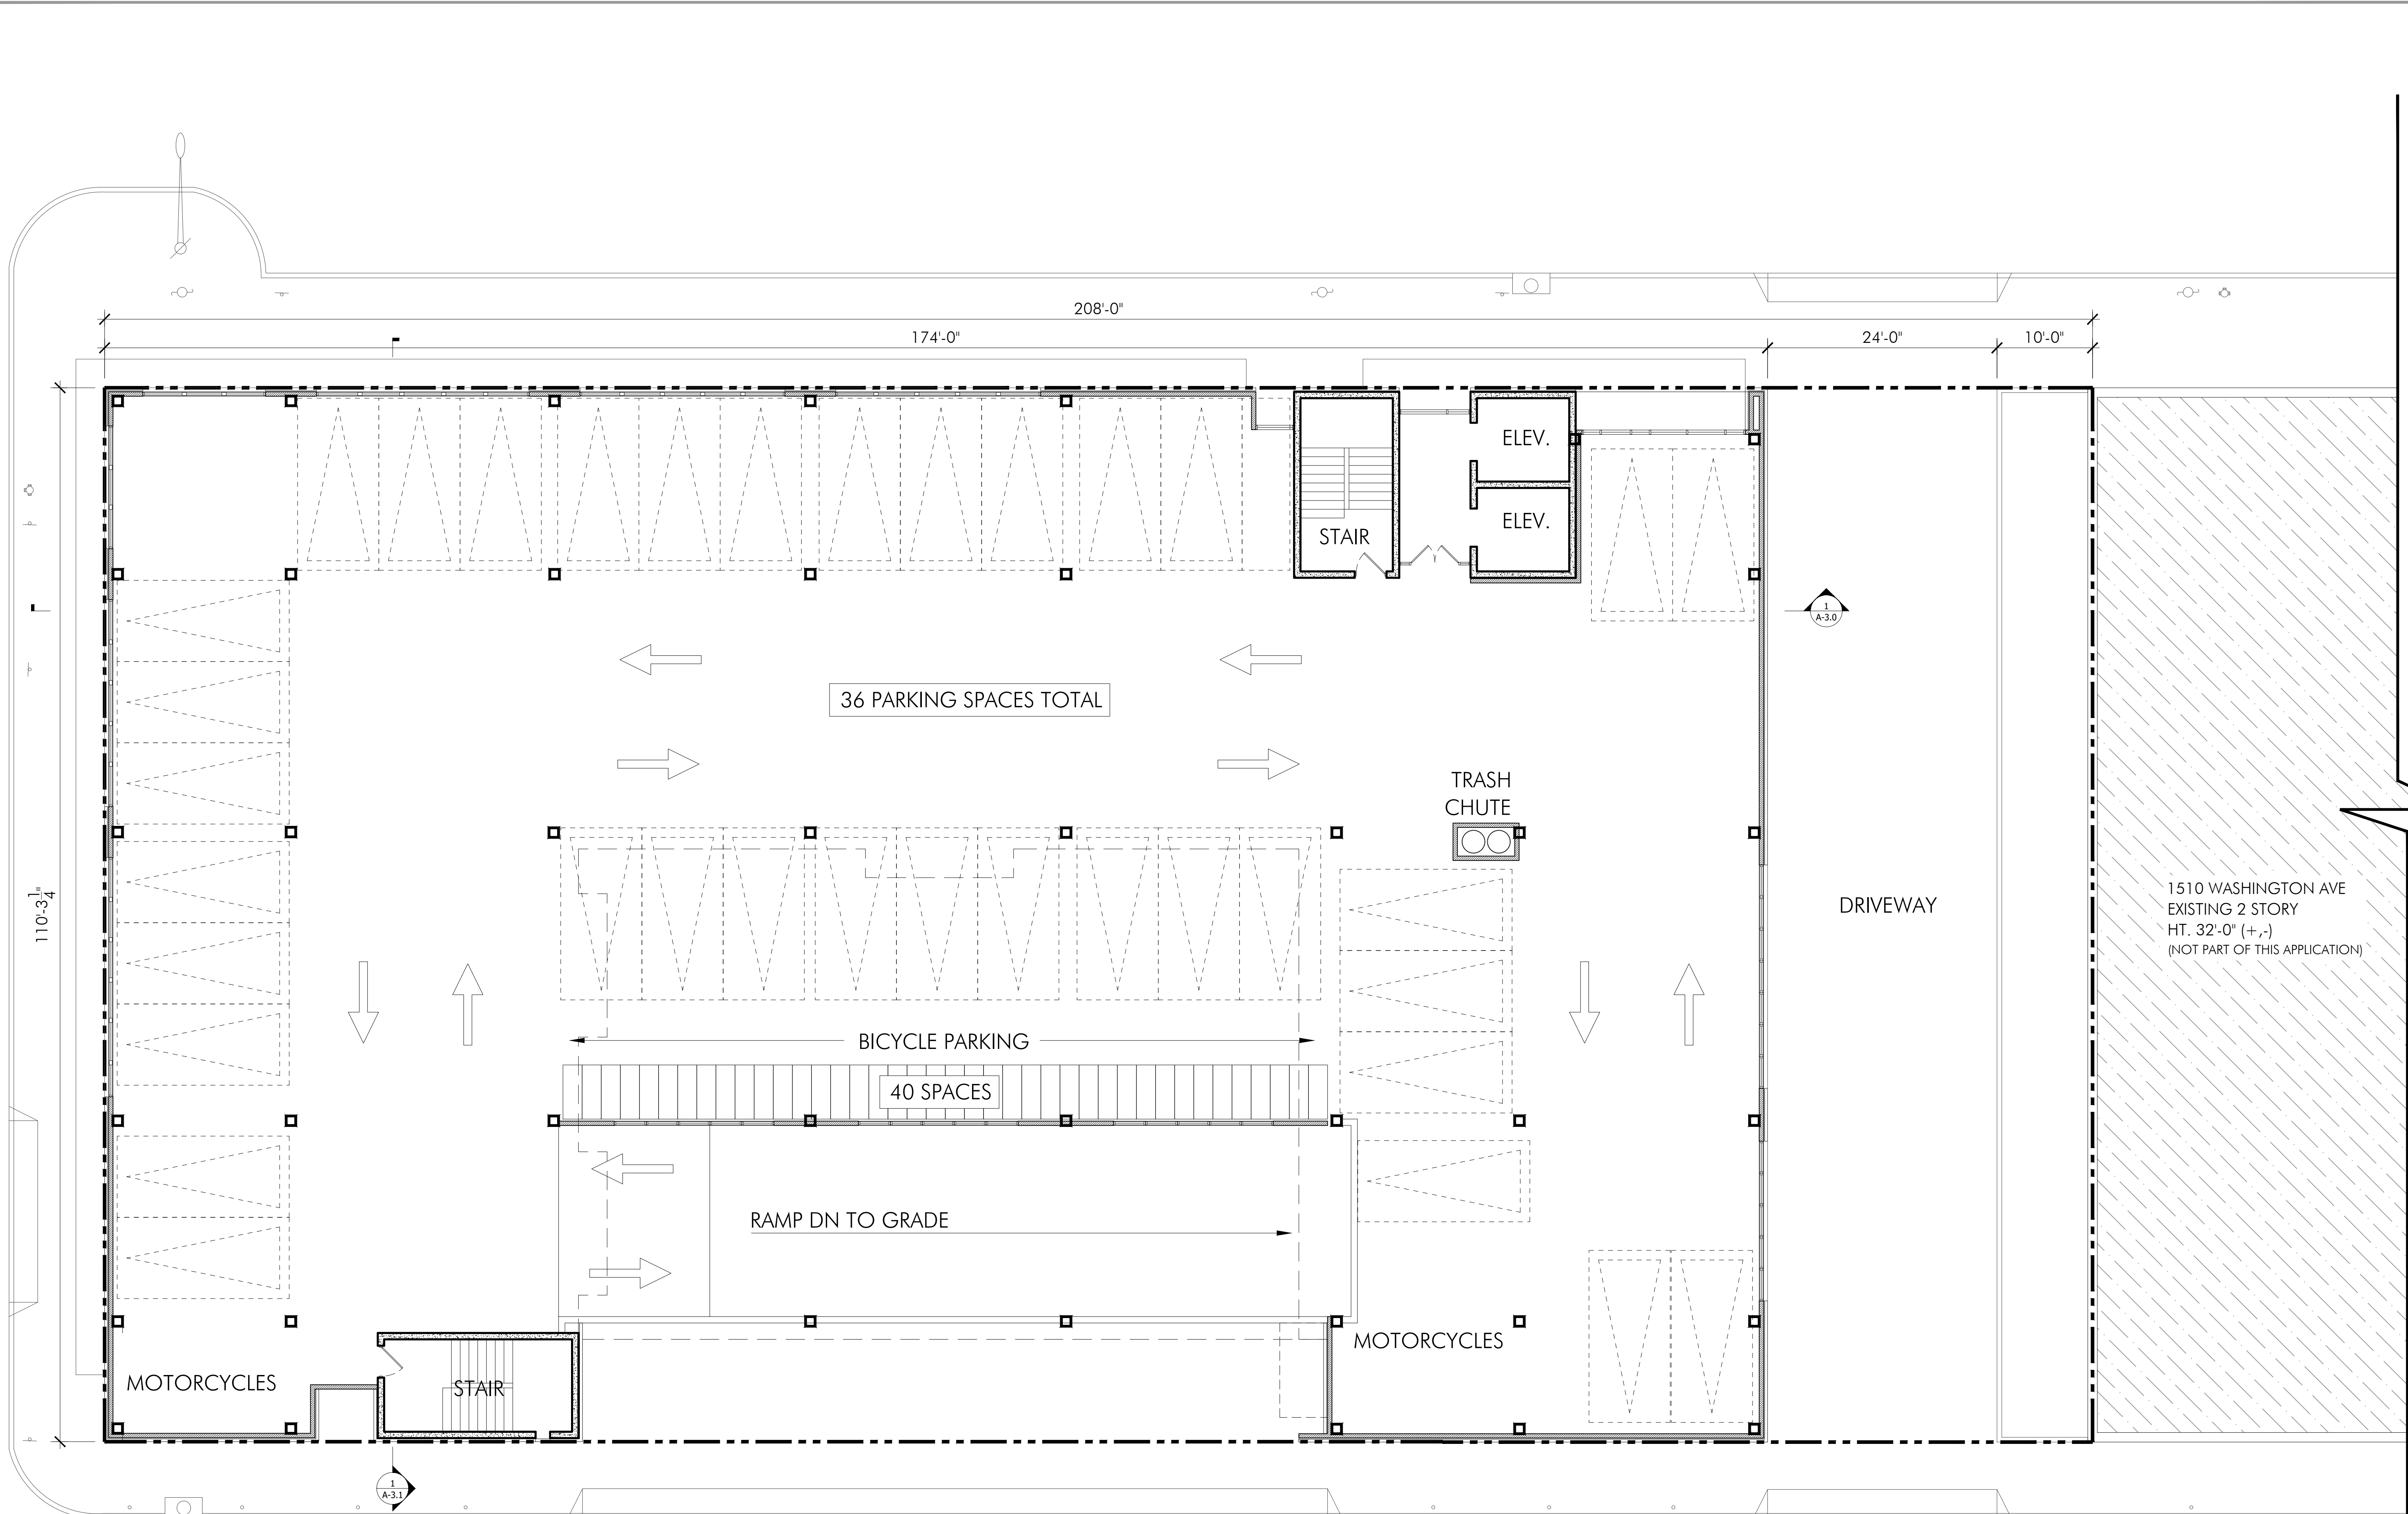 208'-0"
174'-0"
24'-0"
10'-0"
ELEV.
ELEV.
STAIR
1
A-3.0
36 PARKING SPACES TOTAL
TRASH
CHUTE
110'-3 1/4"
DRIVEWAY
1510 WASHINGTON AVE
EXISTING 2 STORY
HT. 32'-0" (+,-)
(NOT PART OF THIS APPLICATION)
BICYCLE PARKING
40 SPACES
RAMP DN TO GRADE
MOTORCYCLES
MOTORCYCLES
STAIR
1
A-3.1